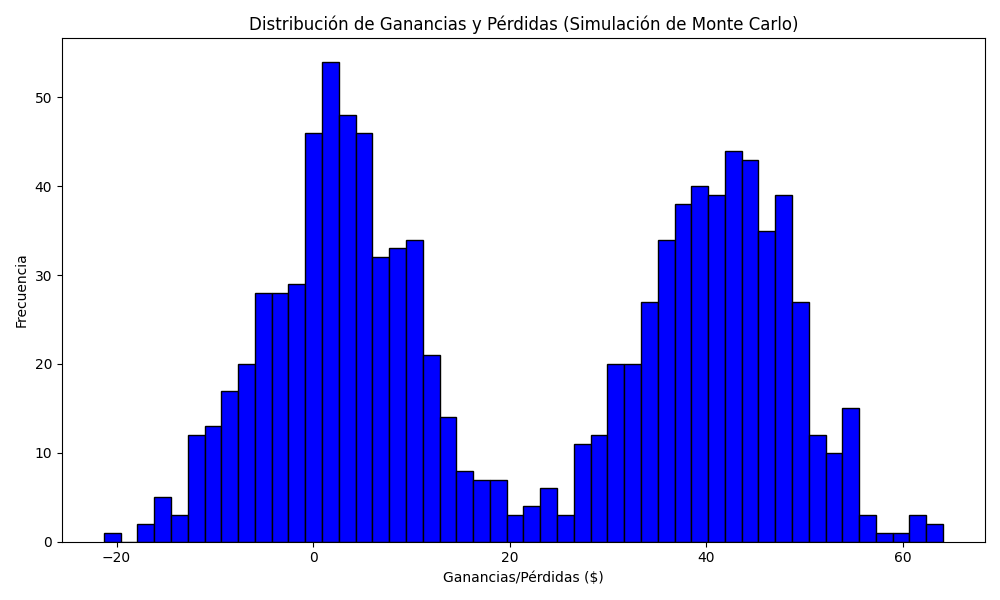 Distribución de Ganancias y Pérdidas (Simulación de Monte Carlo)
50
40
30
20
10
0
Frecuencia
−20 0 20 40 60
Ganancias/Pérdidas ($)